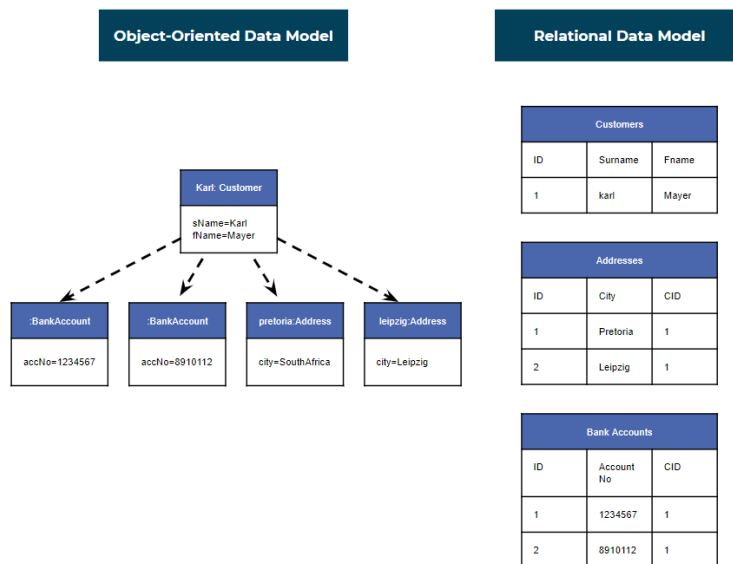 Object-Oriented Data Model
Karl: Customer
sName=Karl
fName=Mayer
:BankAccount
accNo=1234567
:BankAccount
accNo=8910112
pretoria:Address
city=SouthAfrica
leipzig:Address
city=Leipzig
Relational Data Model
Customers
ID Surname Fname
1 karl Mayer
Addresses
ID City CID
1 Pretoria 1
2 Leipzig 1
Bank Accounts
ID Account No CID
1 1234567 1
2 8910112 1